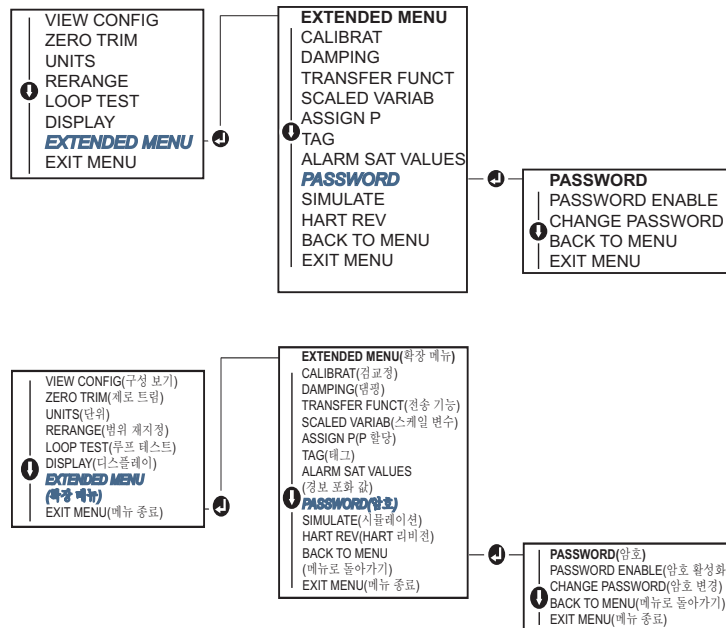 VIEW CONFIG
ZERO TRIM
UNITS
RERANGE
LOOP TEST
DISPLAY
EXTENDED MENU
EXIT MENU
EXTENDED MENU
CALIBRAT
DAMPING
TRANSFER FUNCT
SCALED VARIAB
ASSIGN P
TAG
ALARM SAT VALUES
PASSWORD
SIMULATE
HART REV
BACK TO MENU
EXIT MENU
PASSWORD
PASSWORD ENABLE
CHANGE PASSWORD
BACK TO MENU
EXIT MENU
VIEW CONFIG(구성 보기)
ZERO TRIM(제로 트림)
UNITS(단위)
RERANGE(범위 재지정)
LOOP TEST(루프 테스트)
DISPLAY(디스플레이)
EXTENDED MENU
(확장 메뉴)
EXIT MENU(메뉴 종료)
EXTENDED MENU(확장 메뉴)
CALIBRAT(검교정)
DAMPING(댐핑)
TRANSFER FUNCT(전송 기능)
SCALED VARIAB(스케일 변수)
ASSIGN P(P 할당)
TAG(태그)
ALARM SAT VALUES
(경보 포화 값)
PASSWORD(암호)
SIMULATE(시뮬레이션)
HART REV(HART 리비전)
BACK TO MENU
(메뉴로 돌아가기)
EXIT MENU(메뉴 종료)
PASSWORD(암호)
PASSWORD ENABLE(암호 활성화
CHANGE PASSWORD(암호 변경)
BACK TO MENU(메뉴로 돌아가기)
EXIT MENU(메뉴 종료)